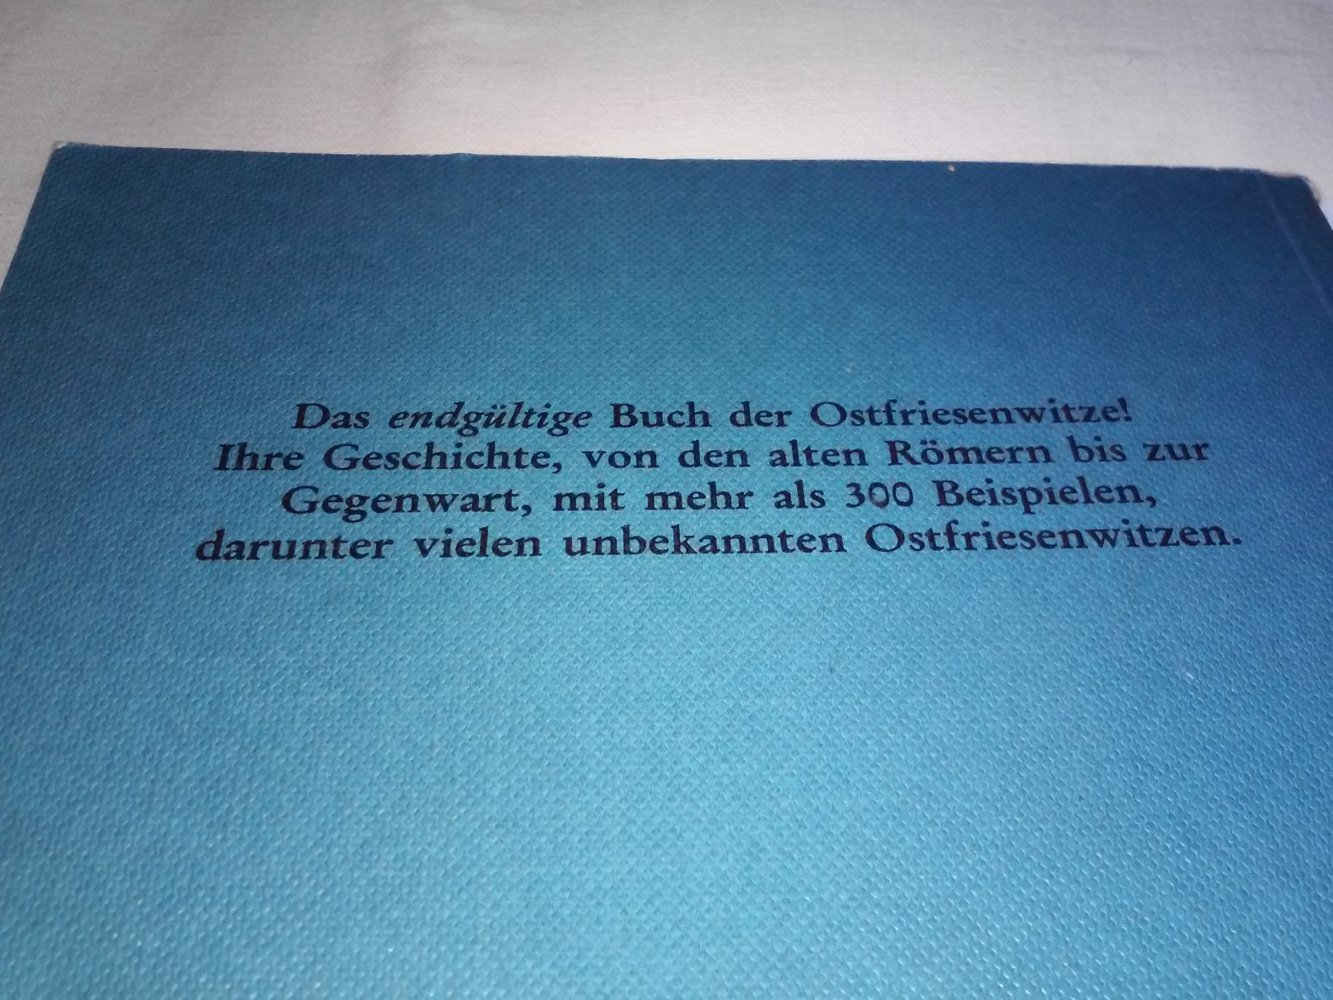 Das endgültige Buch der Ostfriesenwitze!
Ihre Geschichte, von den alten Römern bis zur
Gegenwart, mit mehr als 300 Beispielen,
darunter vielen unbekannten Ostfriesenwitzen.